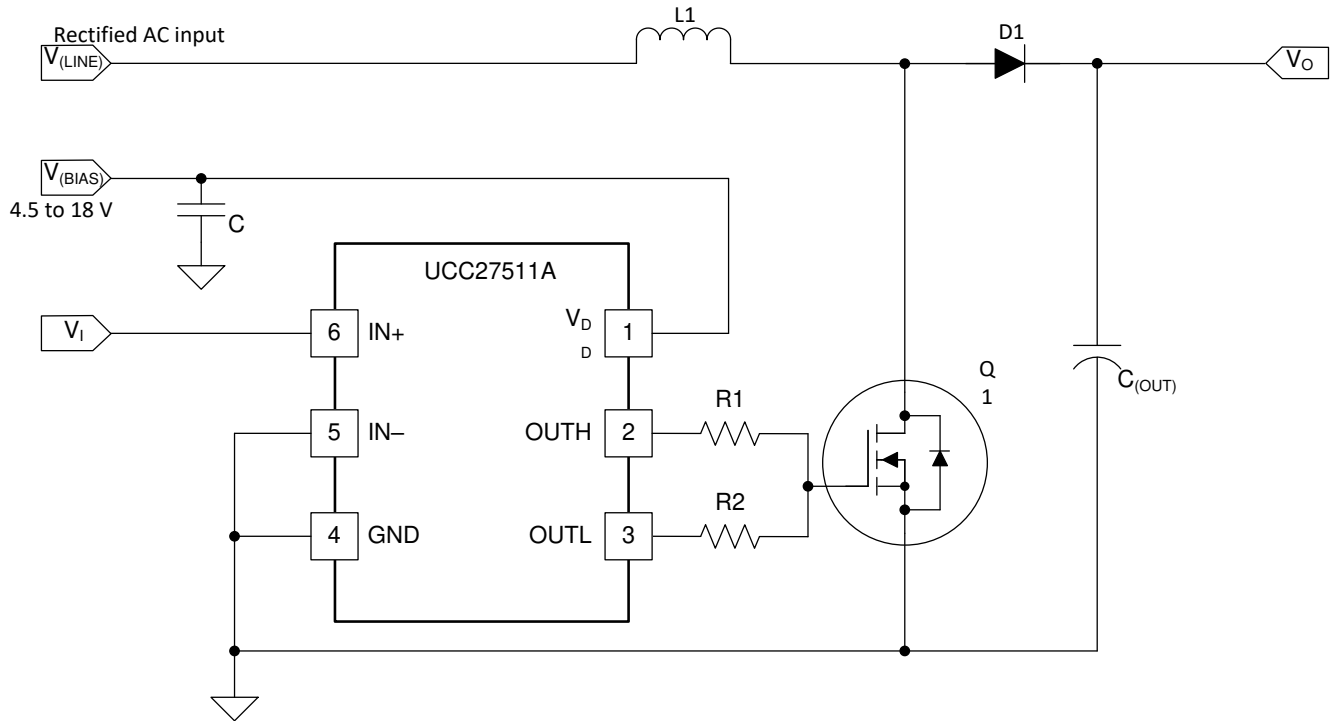 L1
Rectified AC input
D1
V(LINE)
VO
V(BIAS)
4.5 to 18 V
C
UCC27511A
VI
6
IN+
VD
D
1
Q
1
C(OUT)
R1
5
IN–
OUTH
2
R2
4
GND
OUTL
3